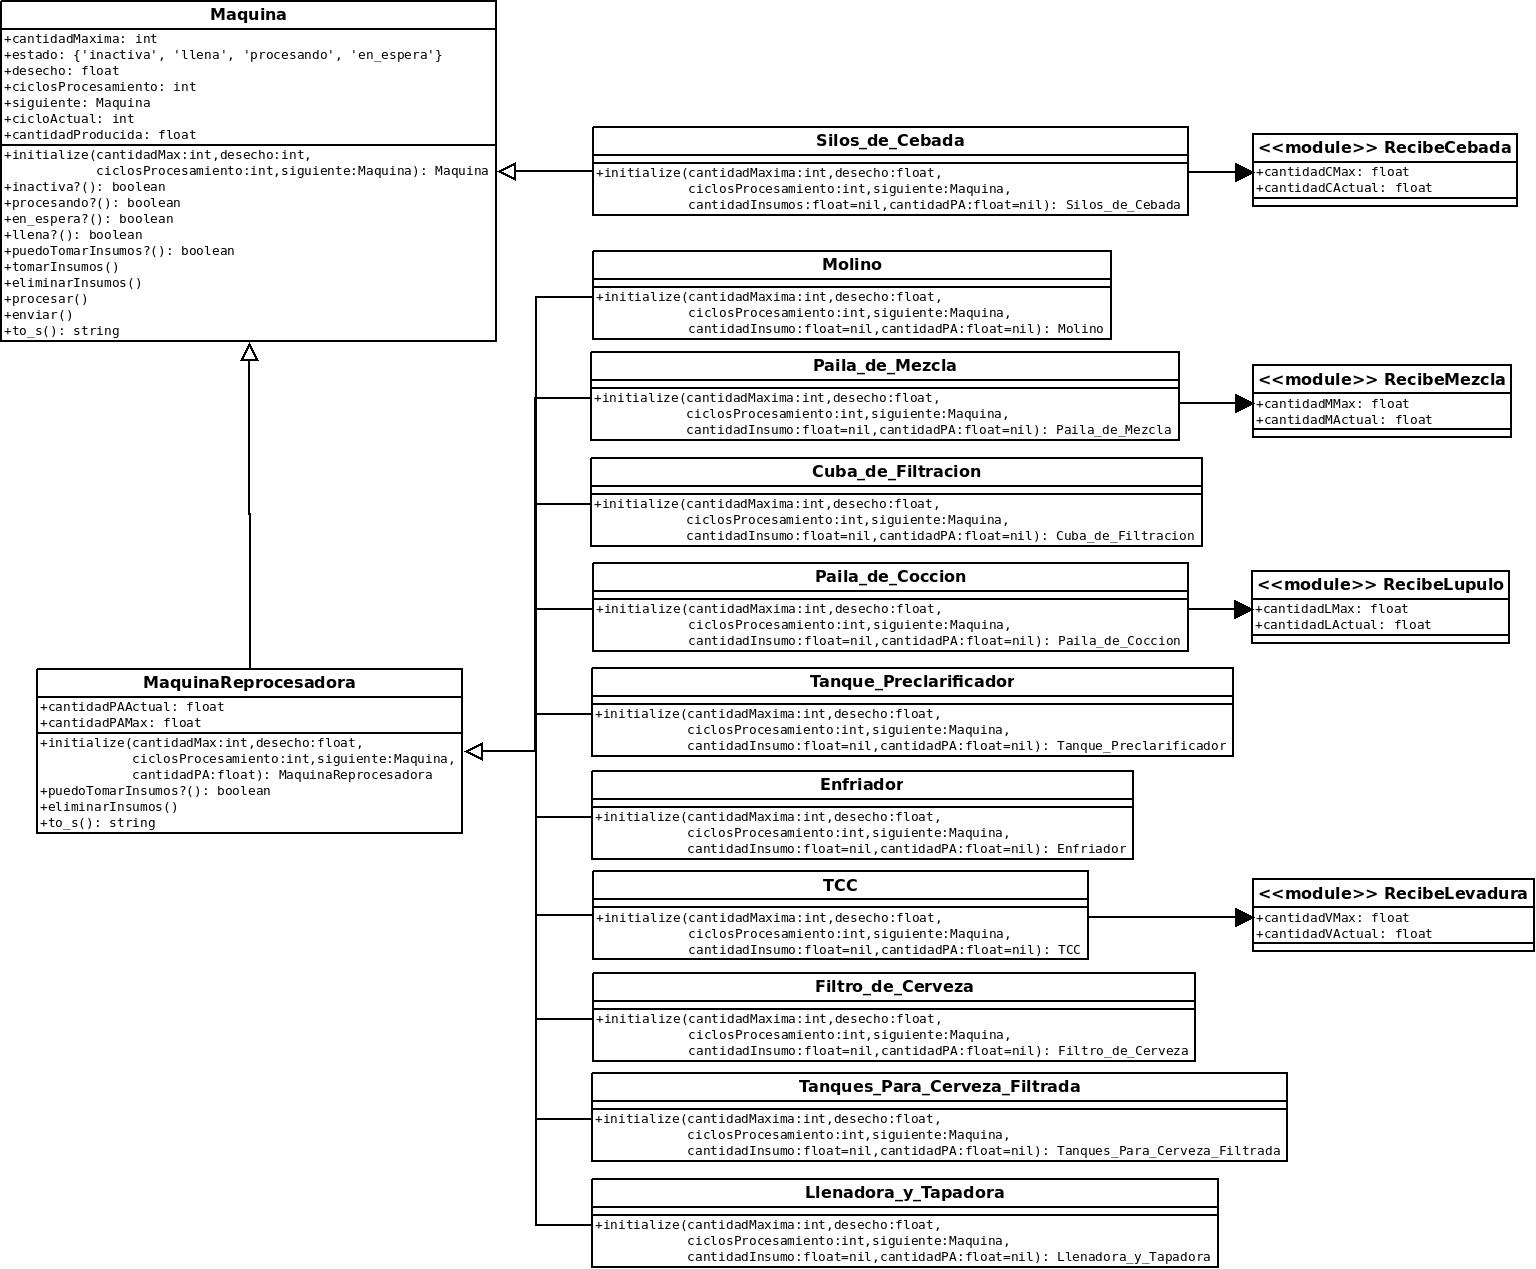 Maquina
+cantidadMaxima: int
+estado: {'inactiva', 'llena', 'procesando', 'en_espera'}
+desecho: float
+ciclosProcesamiento: int
+siguiente: Maquina
+cicloActual: int
+cantidadProducida: float
+initialize(cantidadMax:int,desecho:int,
ciclosProcesamiento:int,siguiente:Maquina): Maquina
+inactiva?(): boolean
+procesando?(): boolean
+en_espera?(): boolean
+llena?(): boolean
+puedoTomarInsumos?(): boolean
+tomarInsumos()
+eliminarInsumos()
+procesar()
+enviar()
+to_s(): string
Silos_de_Cebada
+initialize(cantidadMaxima:int,desecho:float,
ciclosProcesamiento:int,siguiente:Maquina,
cantidadInsumos:float=nil,cantidadPA:float=nil): Silos_de_Cebada
<<module>> RecibeCebada
+cantidadCMax: float
+cantidadCActual: float
Molino
+initialize(cantidadMaxima:int,desecho:float,
ciclosProcesamiento:int,siguiente:Maquina,
cantidadInsumo:float=nil,cantidadPA:float=nil): Molino
Paila_de_Mezcla
+initialize(cantidadMaxima:int,desecho:float,
ciclosProcesamiento:int,siguiente:Maquina,
cantidadInsumo:float=nil,cantidadPA:float=nil): Paila_de_Mezcla
<<module>> RecibeMezcla
+cantidadMMax: float
+cantidadMActual: float
Cuba_de_Filtracion
+initialize(cantidadMaxima:int,desecho:float,
ciclosProcesamiento:int,siguiente:Maquina,
cantidadInsumo:float=nil,cantidadPA:float=nil): Cuba_de_Filtracion
Paila_de_Coccion
+initialize(cantidadMaxima:int,desecho:float,
ciclosProcesamiento:int,siguiente:Maquina,
cantidadInsumo:float=nil,cantidadPA:float=nil): Paila_de_Coccion
<<module>> RecibeLupulo
+cantidadLMax: float
+cantidadLActual: float
MaquinaReprocesadora
+cantidadPAActual: float
+cantidadPAMax: float
+initialize(cantidadMax:int,desecho:float,
ciclosProcesamiento:int,siguiente:Maquina,
cantidadPA:float): MaquinaReprocesadora
+puedoTomarInsumos?(): boolean
+eliminarInsumos()
+to_s(): string
Tanque_Preclarificador
+initialize(cantidadMaxima:int,desecho:float,
ciclosProcesamiento:int,siguiente:Maquina,
cantidadInsumo:float=nil,cantidadPA:float=nil): Tanque_Preclarificador
Enfriador
+initialize(cantidadMaxima:int,desecho:float,
ciclosProcesamiento:int,siguiente:Maquina,
cantidadInsumo:float=nil,cantidadPA:float=nil): Enfriador
TCC
+initialize(cantidadMaxima:int,desecho:float,
ciclosProcesamiento:int,siguiente:Maquina,
cantidadInsumo:float=nil,cantidadPA:float=nil): TCC
<<module>> RecibeLevadura
+cantidadVMax: float
+cantidadVActual: float
Filtro_de_Cerveza
+initialize(cantidadMaxima:int,desecho:float,
ciclosProcesamiento:int,siguiente:Maquina,
cantidadInsumo:float=nil,cantidadPA:float=nil): Filtro_de_Cerveza
Tanques_Para_Cerveza_Filtrada
+initialize(cantidadMaxima:int,desecho:float,
ciclosProcesamiento:int,siguiente:Maquina,
cantidadInsumo:float=nil,cantidadPA:float=nil): Tanques_Para_Cerveza_Filtrada
Llenadora_y_Tapadora
+initialize(cantidadMaxima:int,desecho:float,
ciclosProcesamiento:int,siguiente:Maquina,
cantidadInsumo:float=nil,cantidadPA:float=nil): Llenadora_y_Tapadora